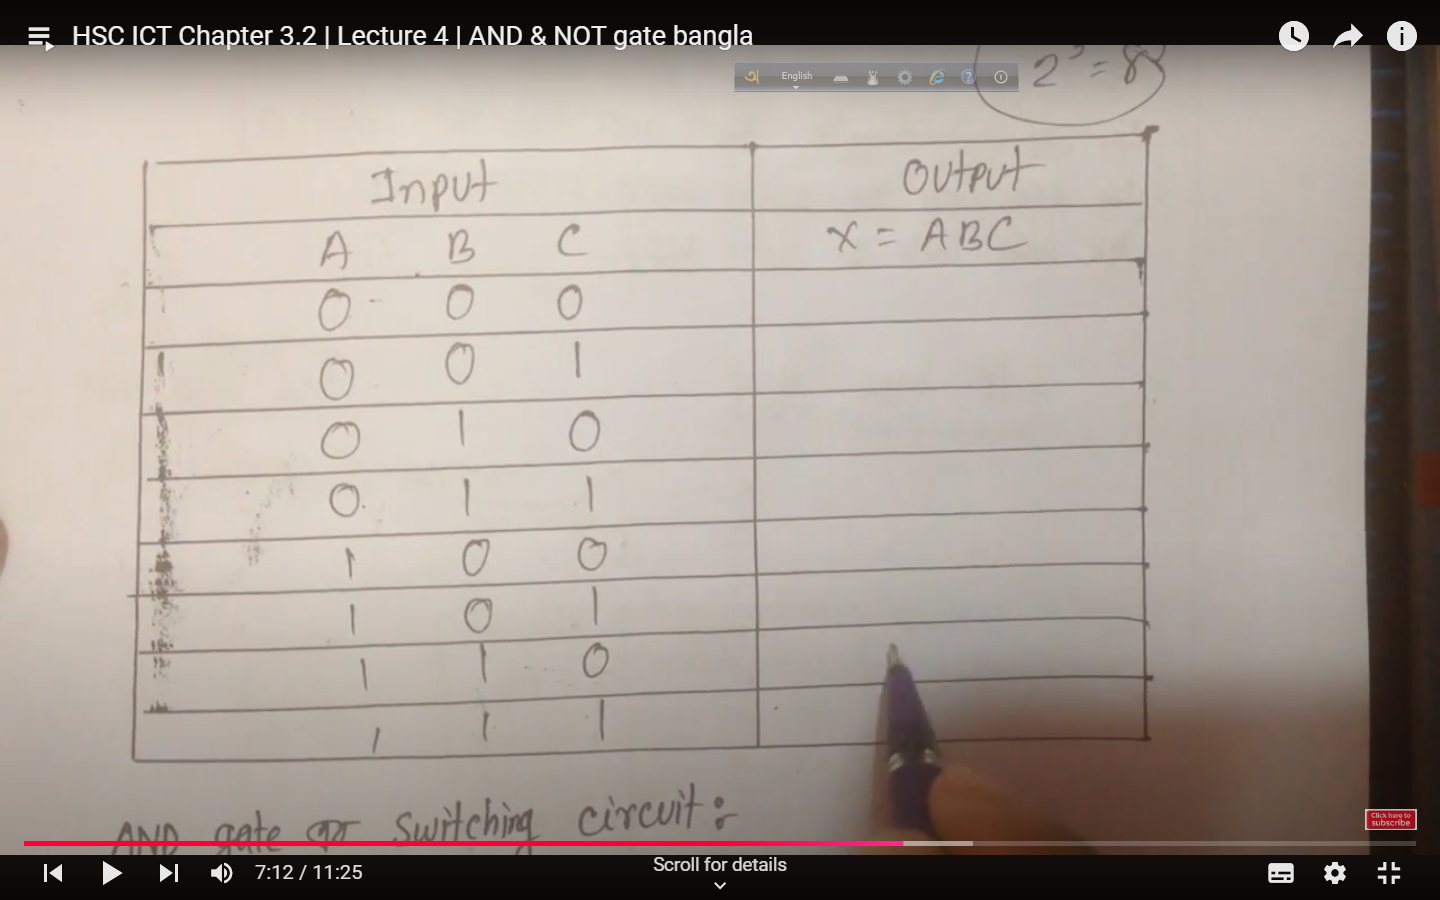 HSC ICT Chapter 3.2 | Lecture 4 | AND & NOT gate bangla
English
2³ = 8
Input Output
A B C X = ABC
0 0 0
0 0 1
0 1 0
0 1 1
1 0 0
1 0 1
1 1 0
1 1 1
AND gate এর switching circuit:
Click here to
subscribe
7:12 / 11:25
Scroll for details